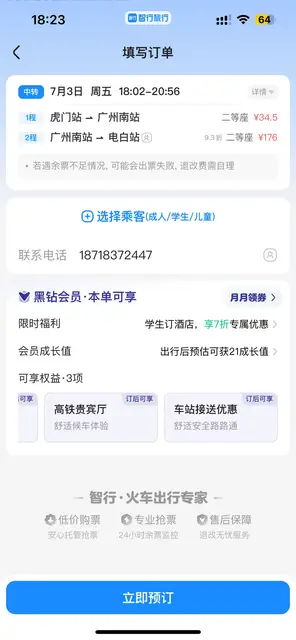 18:23
智行旅行
64
填写订单
中转 7月3日 周五 18:02-20:56 详情
1程 虎门站 ⇀ 广州南站 二等座 ¥34.5
2程 广州南站 ⇀ 电白站 9.3折 二等座 ¥176
• 若遇余票不足情况, 可能会出票失败, 退改费需自理
选择乘客(成人/学生/儿童)
联系电话 18718372447
黑钻会员·本单可享 月月领券 >
限时福利 学生订酒店，享7折专属优惠 >
会员成长值 出行后预估可获21成长值 >
可享权益·3项
可享 订后可享 订后可享
高铁贵宾厅 车站接送优惠
舒适候车体验 舒适安全路路通
智行·火车出行专家
低价购票 专业抢票 售后保障
安心托管抢票 24小时余票监控 退改无忧服务
立即预订